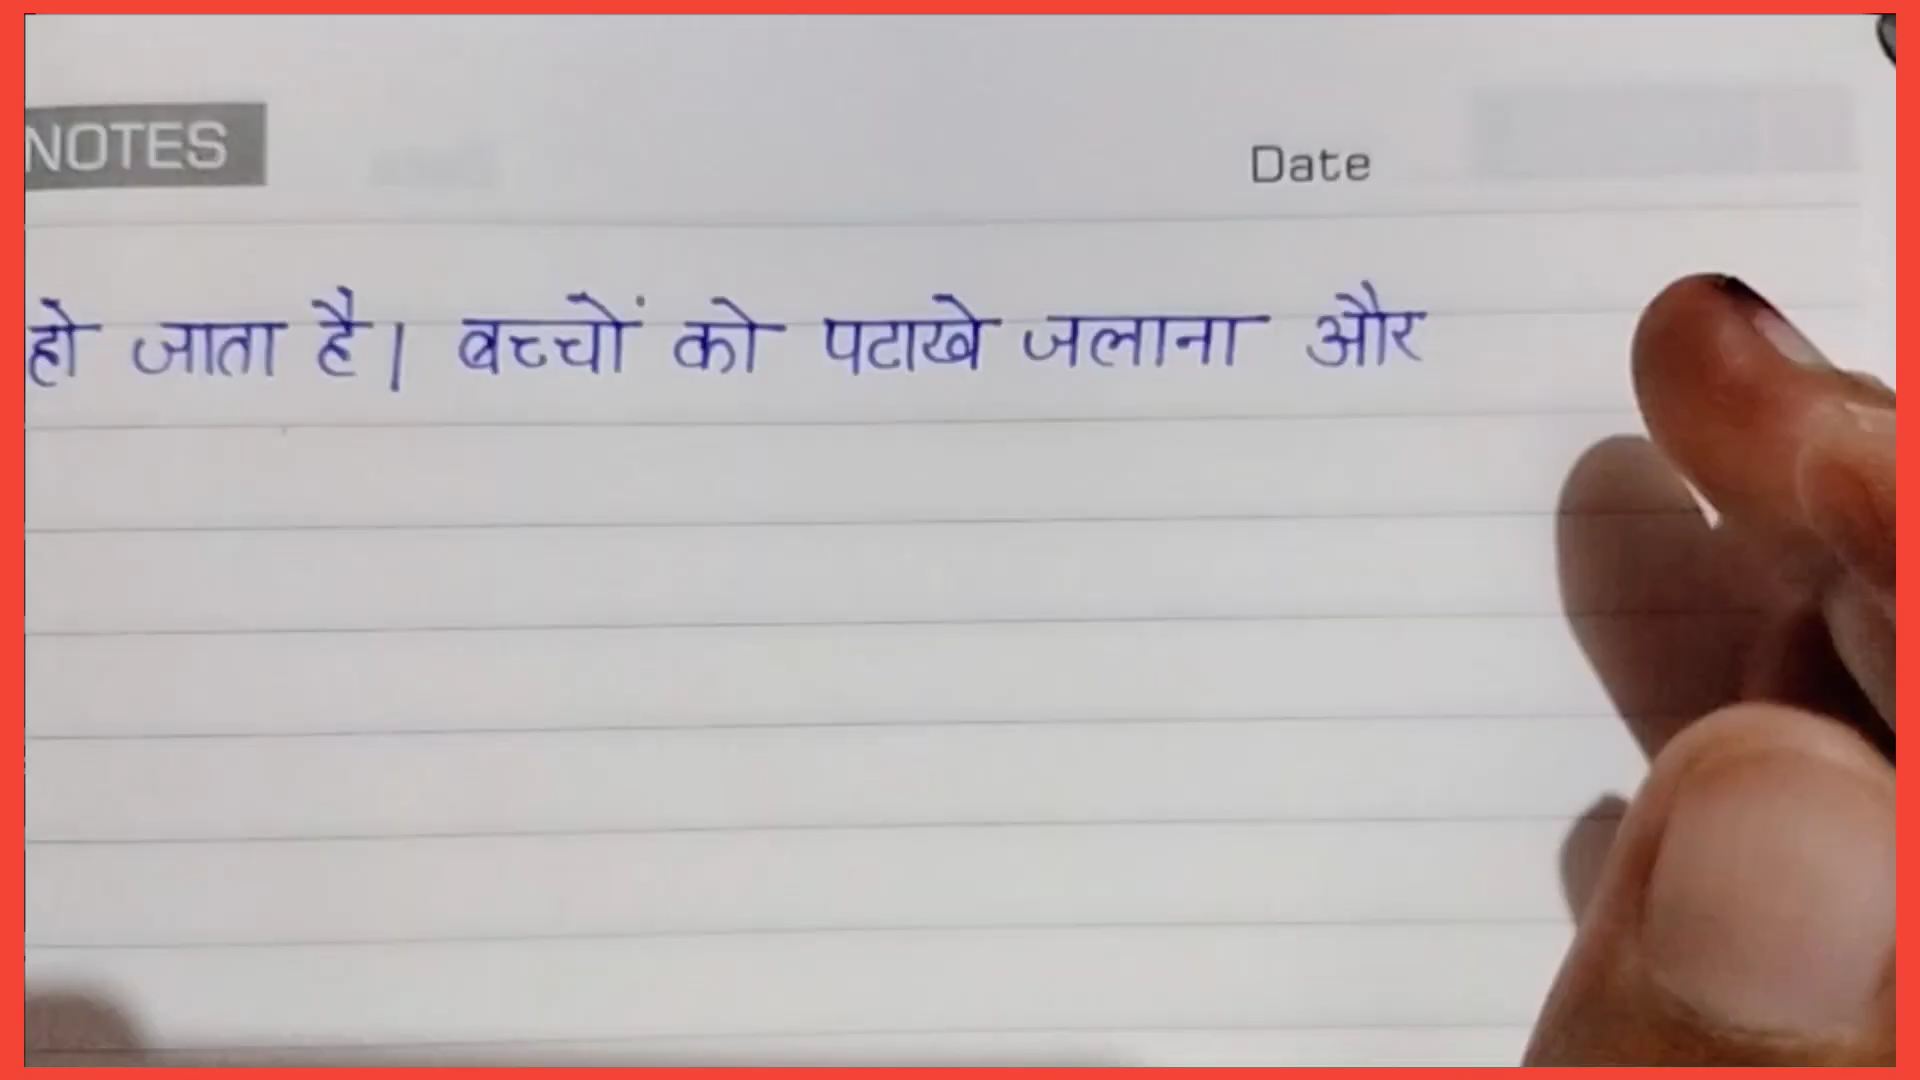 NOTES
Date
हो जाता है। बच्चों को पटाखे जलाना और